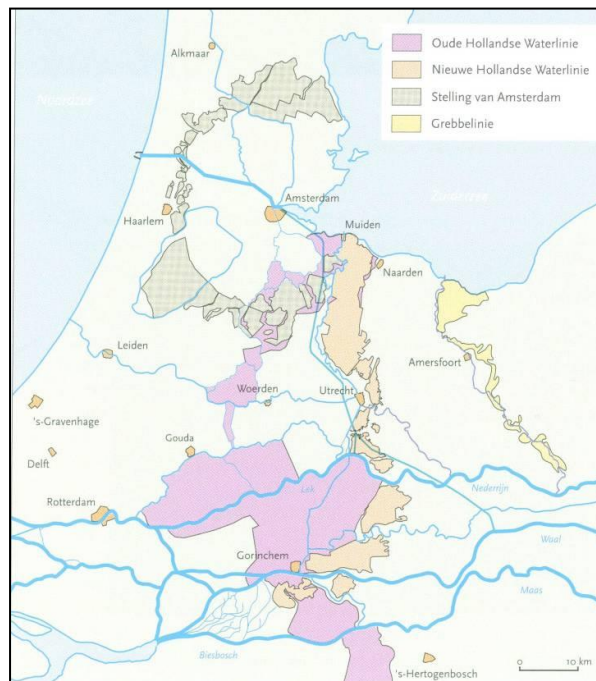 Alkmaar
Oude Hollandse Waterlinie
Nieuwe Hollandse Waterlinie
Stelling van Amsterdam
Grebbelinie
Noordzee
Zuiderzee
Amsterdam
Haarlem
Muiden
Naarden
Leiden
Amersfoort
Woerden
Utrecht
's-Gravenhage
Gouda
Delft
Lek
Nederrijn
Rotterdam
Waal
Gorinchem
Maas
Biesbosch
's-Hertogenbosch
0 10 km